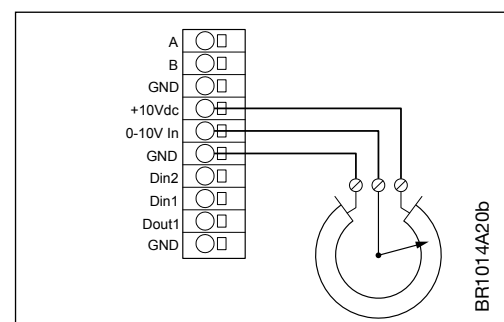 A
B
GND
+10Vdc
0-10V In
GND
Din2
Din1
Dout1
GND
BR1014A20b